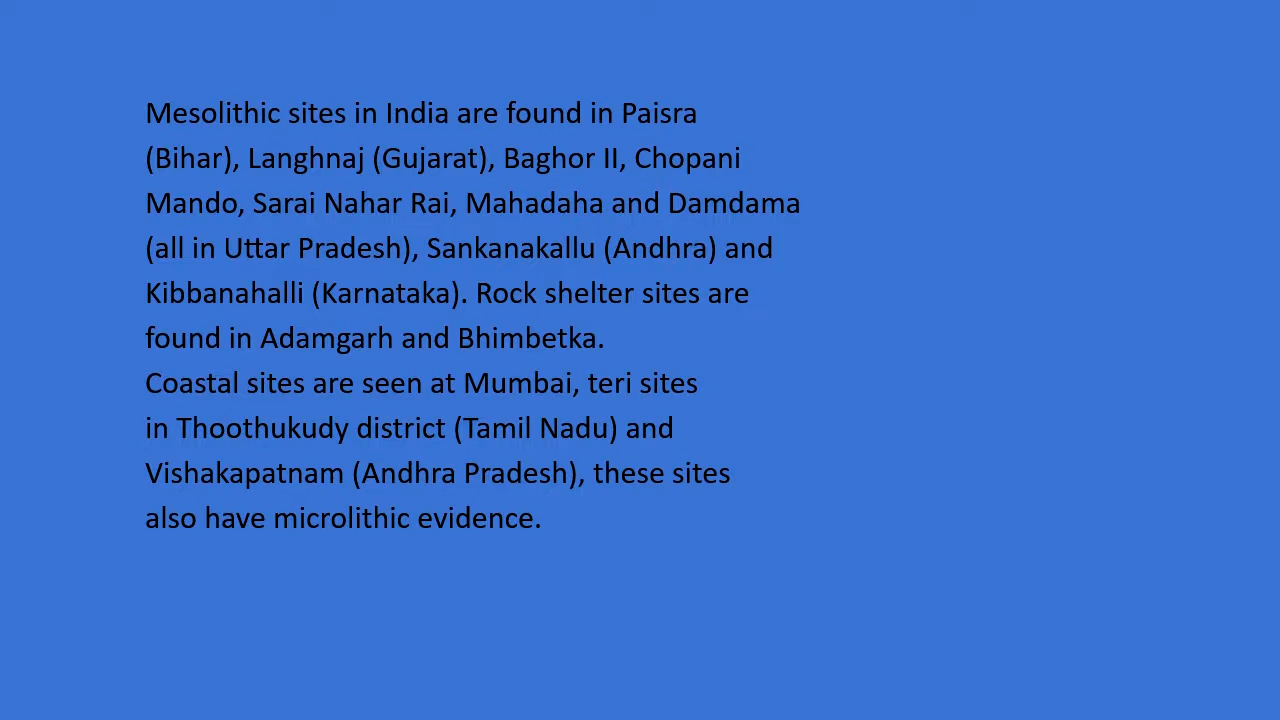 Mesolithic sites in India are found in Paisra
(Bihar), Langhnaj (Gujarat), Baghor II, Chopani
Mando, Sarai Nahar Rai, Mahadaha and Damdama
(all in Uttar Pradesh), Sankanakallu (Andhra) and
Kibbanahalli (Karnataka). Rock shelter sites are
found in Adamgarh and Bhimbetka.
Coastal sites are seen at Mumbai, teri sites
in Thoothukudy district (Tamil Nadu) and
Vishakapatnam (Andhra Pradesh), these sites
also have microlithic evidence.